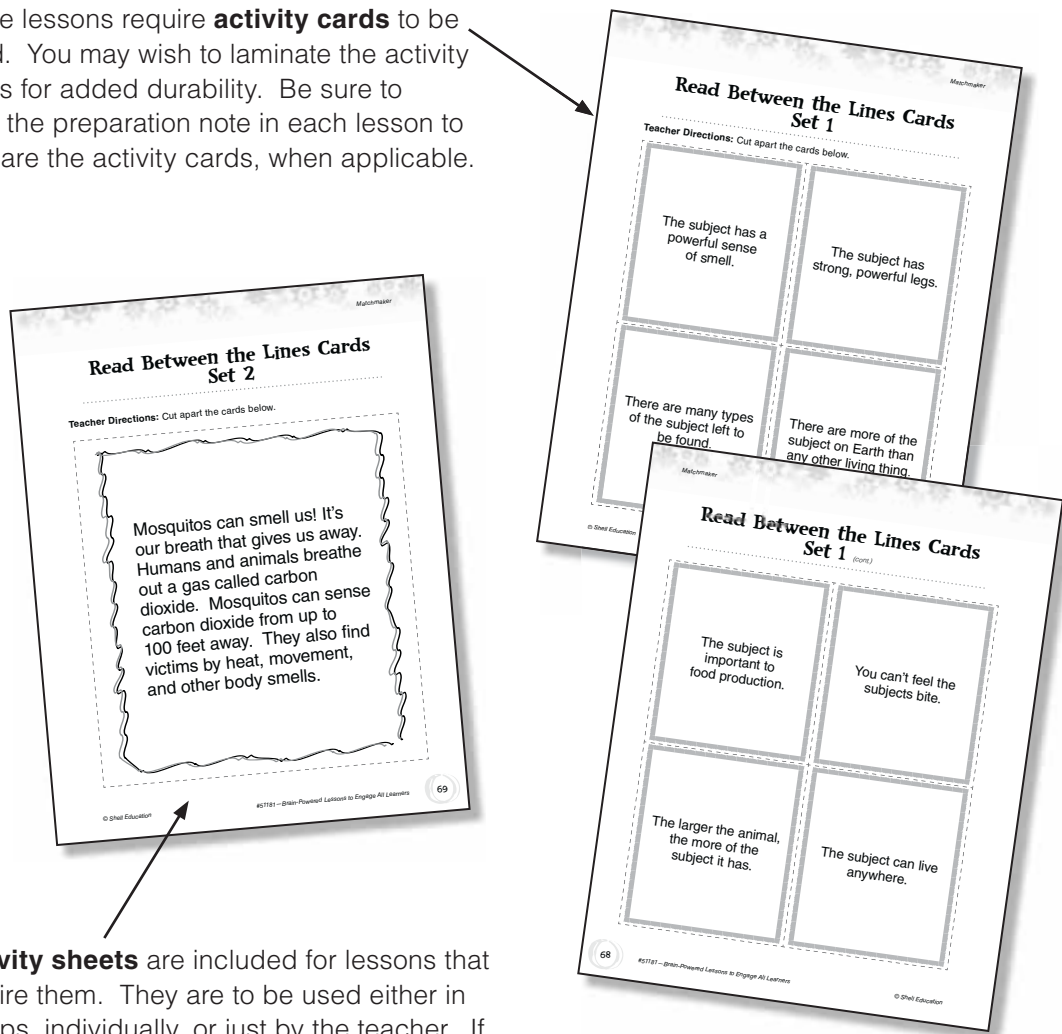 e lessons require activity cards to be
d. You may wish to laminate the activity
s for added durability. Be sure to
the preparation note in each lesson to
are the activity cards, when applicable.
Matchmaker
Read Between the Lines Cards
Set 1
Teacher Directions: Cut apart the cards below.
The subject has a
powerful sense
of smell.
The subject has
strong, powerful legs.
There are many types
of the subject left to
be found.
There are more of the
subject on Earth than
any other living thing.
© Shell Education
Matchmaker
Read Between the Lines Cards
Set 2
Teacher Directions: Cut apart the cards below.
Mosquitos can smell us! It's
our breath that gives us away.
Humans and animals breathe
out a gas called carbon
dioxide. Mosquitos can sense
carbon dioxide from up to
100 feet away. They also find
victims by heat, movement,
and other body smells.
© Shell Education
#51181—Brain-Powered Lessons to Engage All Learners
69
Matchmaker
Read Between the Lines Cards
Set 1 (cont.)
The subject is
important to
food production.
You can't feel the
subjects bite.
The larger the animal,
the more of the
subject it has.
The subject can live
anywhere.
68
#51181—Brain-Powered Lessons to Engage All Learners
© Shell Education
vity sheets are included for lessons that
ire them. They are to be used either in
ps, individually, or just by the teacher. If